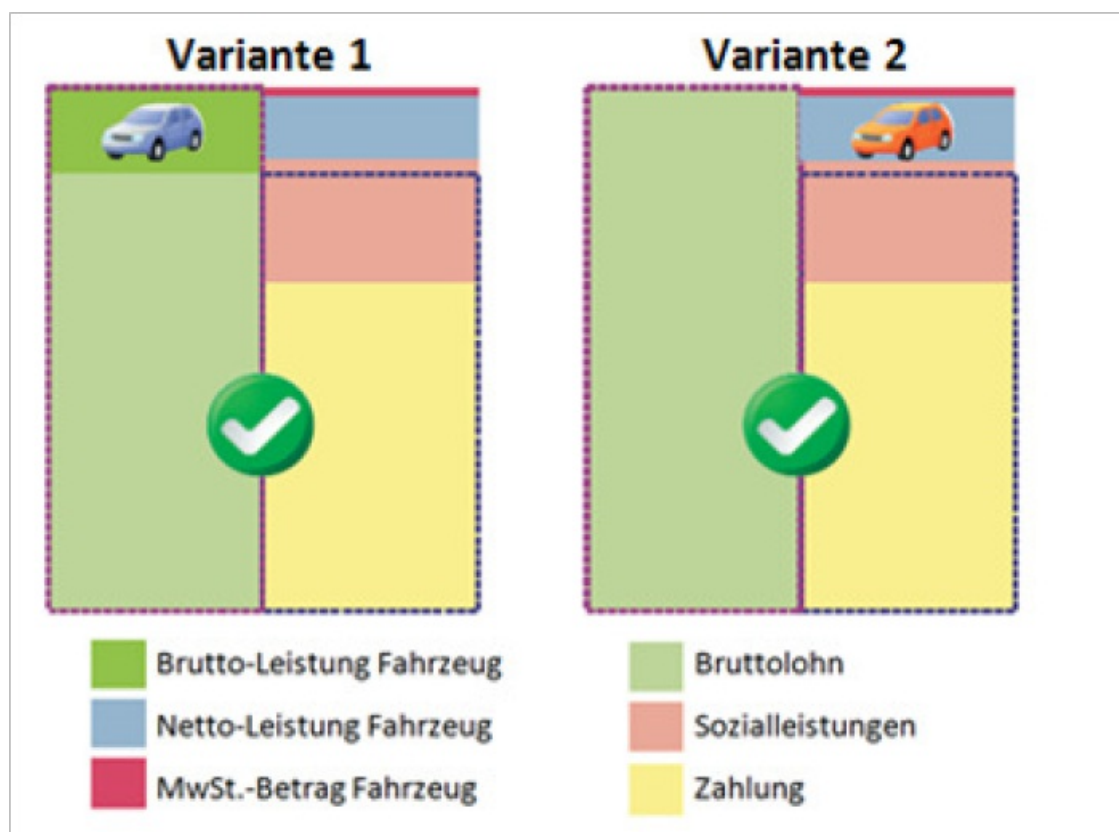 Variante 1
Variante 2
Brutto-Leistung Fahrzeug
Netto-Leistung Fahrzeug
MwSt.-Betrag Fahrzeug
Bruttolohn
Sozialleistungen
Zahlung